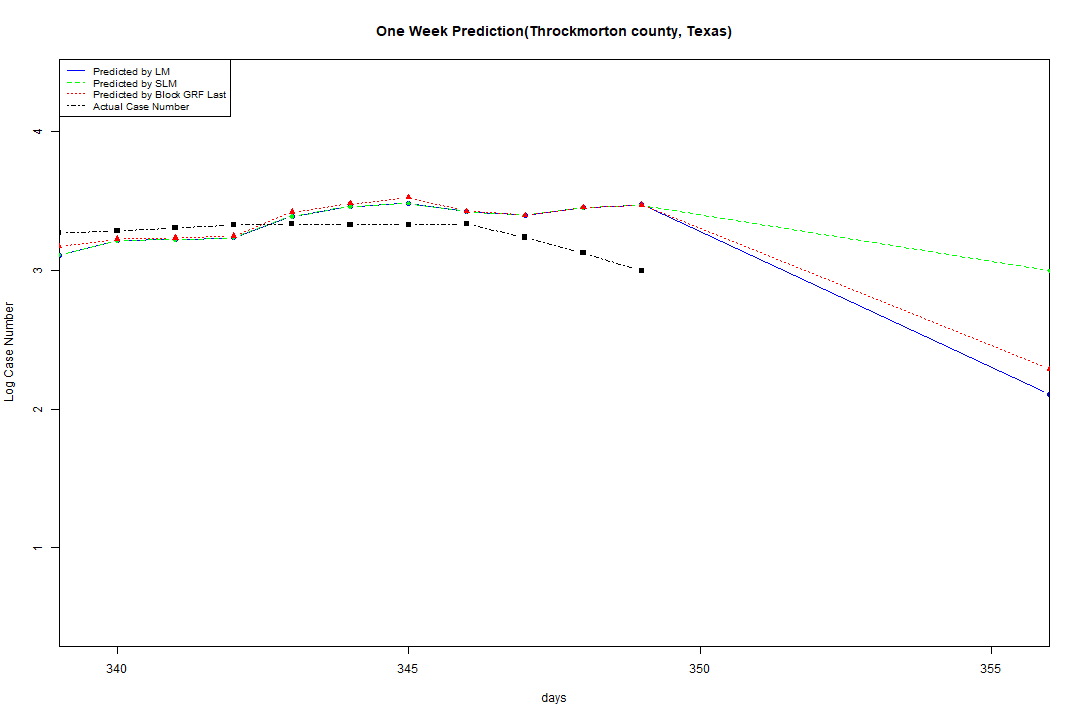 One Week Prediction(Throckmorton county, Texas)
Predicted by LM
Predicted by SLM
Predicted by Block GRF Last
Actual Case Number
4
3
2
1
Log Case Number
340 345 350 355
days